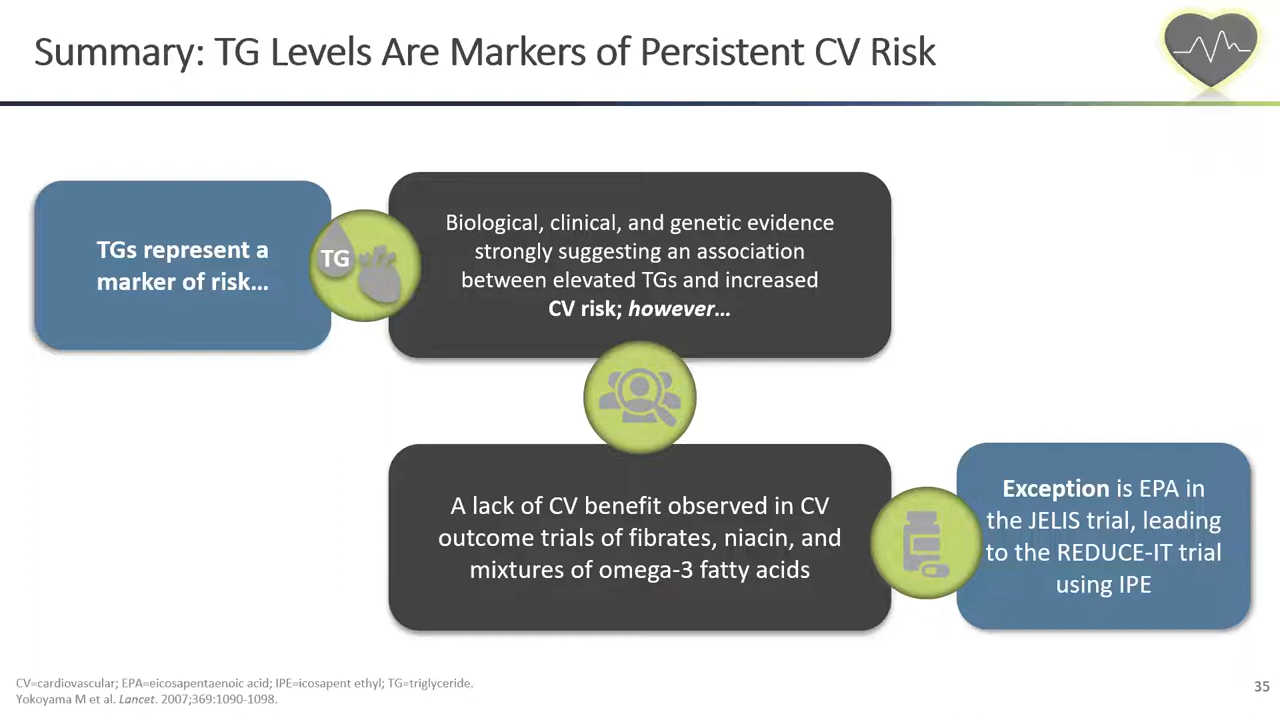 Summary: TG Levels Are Markers of Persistent CV Risk
TGs represent a
marker of risk…
TG
Biological, clinical, and genetic evidence
strongly suggesting an association
between elevated TGs and increased
CV risk; however…
A lack of CV benefit observed in CV
outcome trials of fibrates, niacin, and
mixtures of omega-3 fatty acids
Exception is EPA in
the JELIS trial, leading
to the REDUCE-IT trial
using IPE
CV=cardiovascular; EPA=eicosapentaenoic acid; IPE=icosapent ethyl; TG=triglyceride.
Yokoyama M et al. Lancet. 2007;369:1090-1098.
35